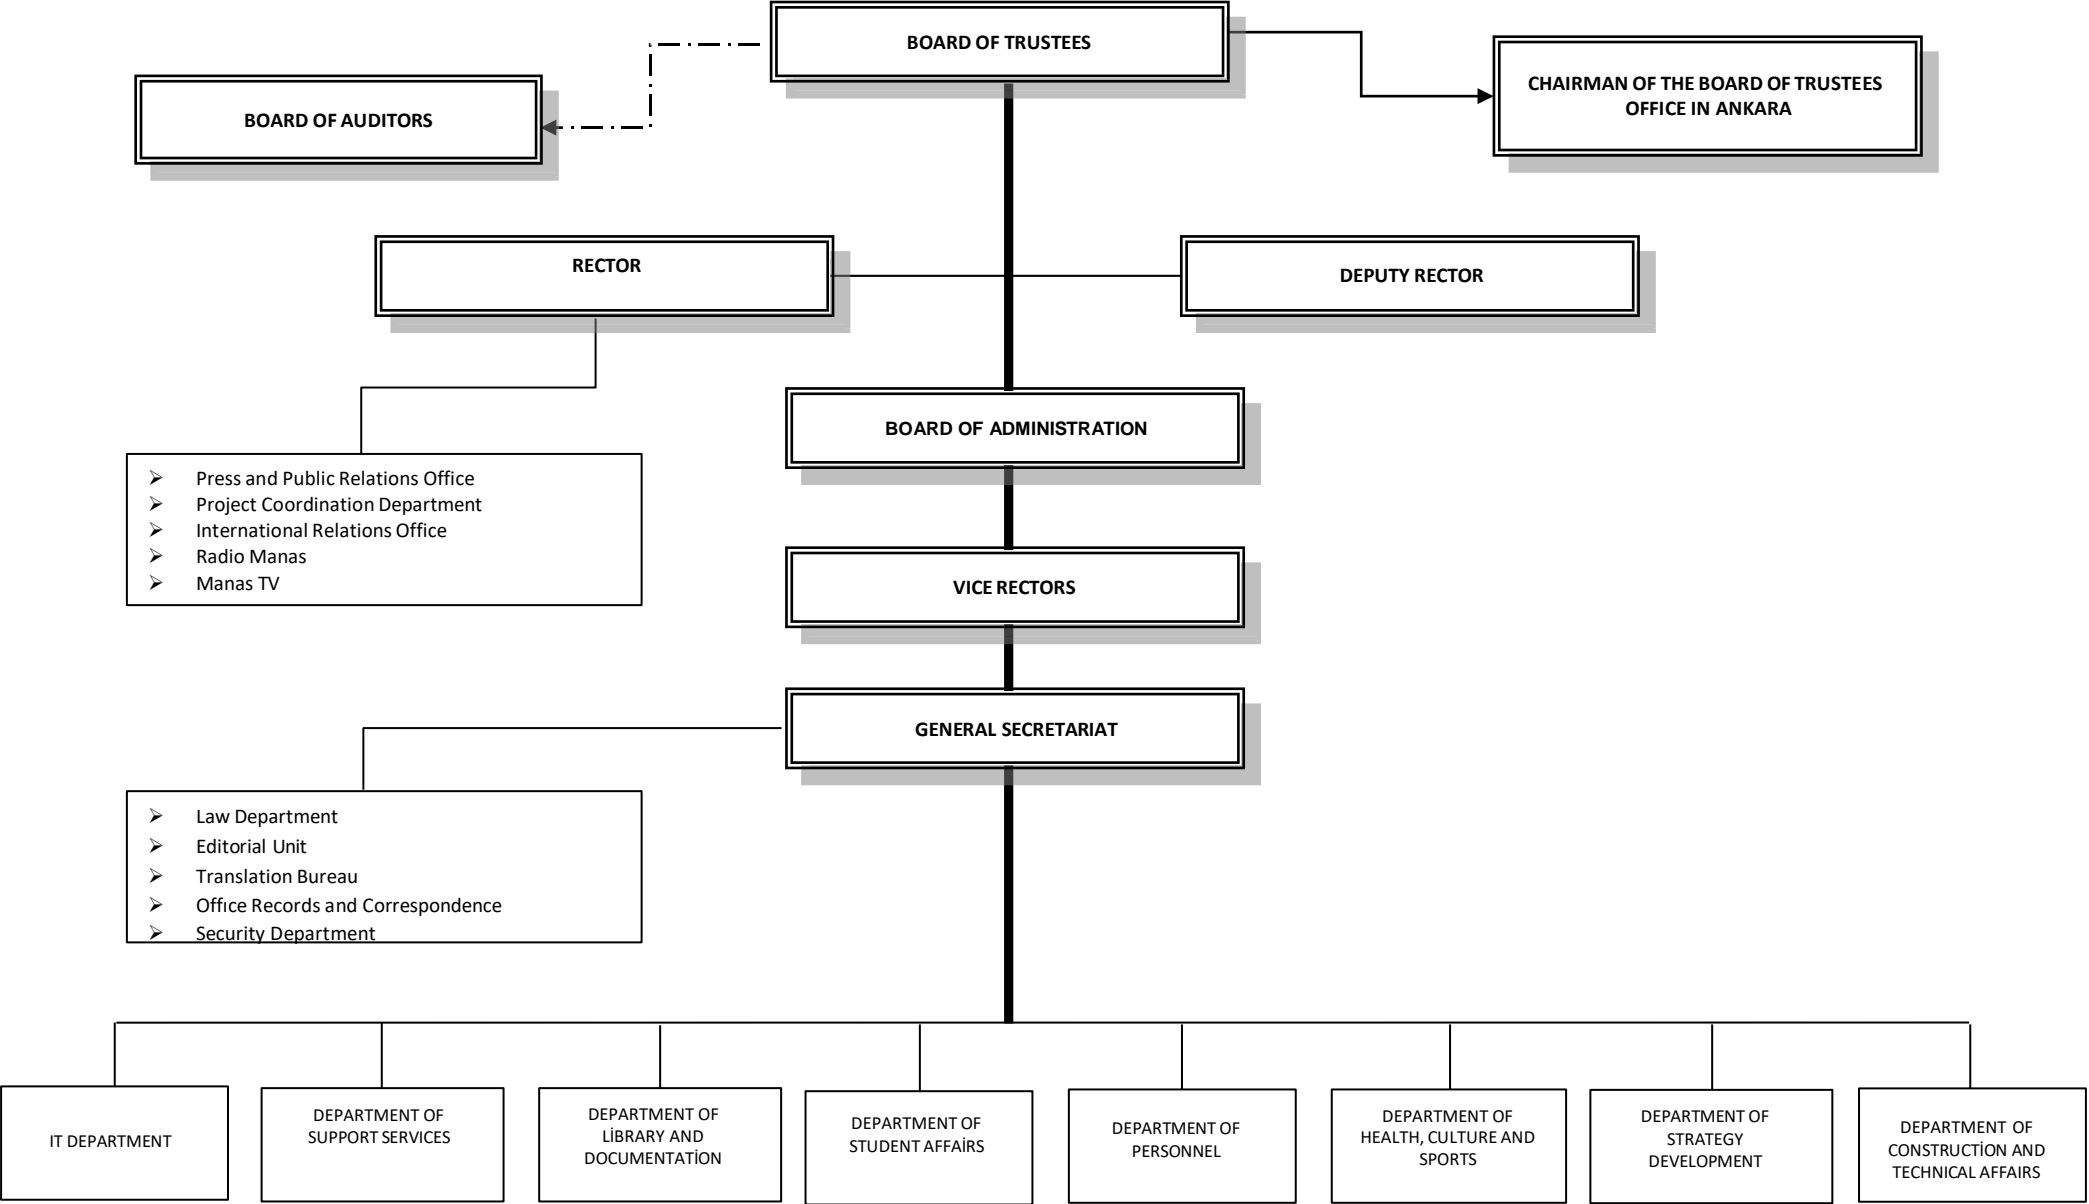 BOARD OF TRUSTEES
CHAIRMAN OF THE BOARD OF TRUSTEES
OFFICE IN ANKARA
BOARD OF AUDITORS
RECTOR
DEPUTY RECTOR
BOARD OF ADMINISTRATION
➢ Press and Public Relations Office
➢ Project Coordination Department
➢ International Relations Office
➢ Radio Manas
➢ Manas TV
VICE RECTORS
GENERAL SECRETARIAT
➢ Law Department
➢ Editorial Unit
➢ Translation Bureau
➢ Offıce Records and Correspondence
➢ Security Department
IT DEPARTMENT
DEPARTMENT OF
SUPPORT SERVICES
DEPARTMENT OF
LİBRARY AND
DOCUMENTATİON
DEPARTMENT OF
STUDENT AFFAİRS
DEPARTMENT OF
PERSONNEL
DEPARTMENT OF
HEALTH, CULTURE AND
SPORTS
DEPARTMENT OF
STRATEGY
DEVELOPMENT
DEPARTMENT OF
CONSTRUCTİON AND
TECHNICAL AFFAIRS